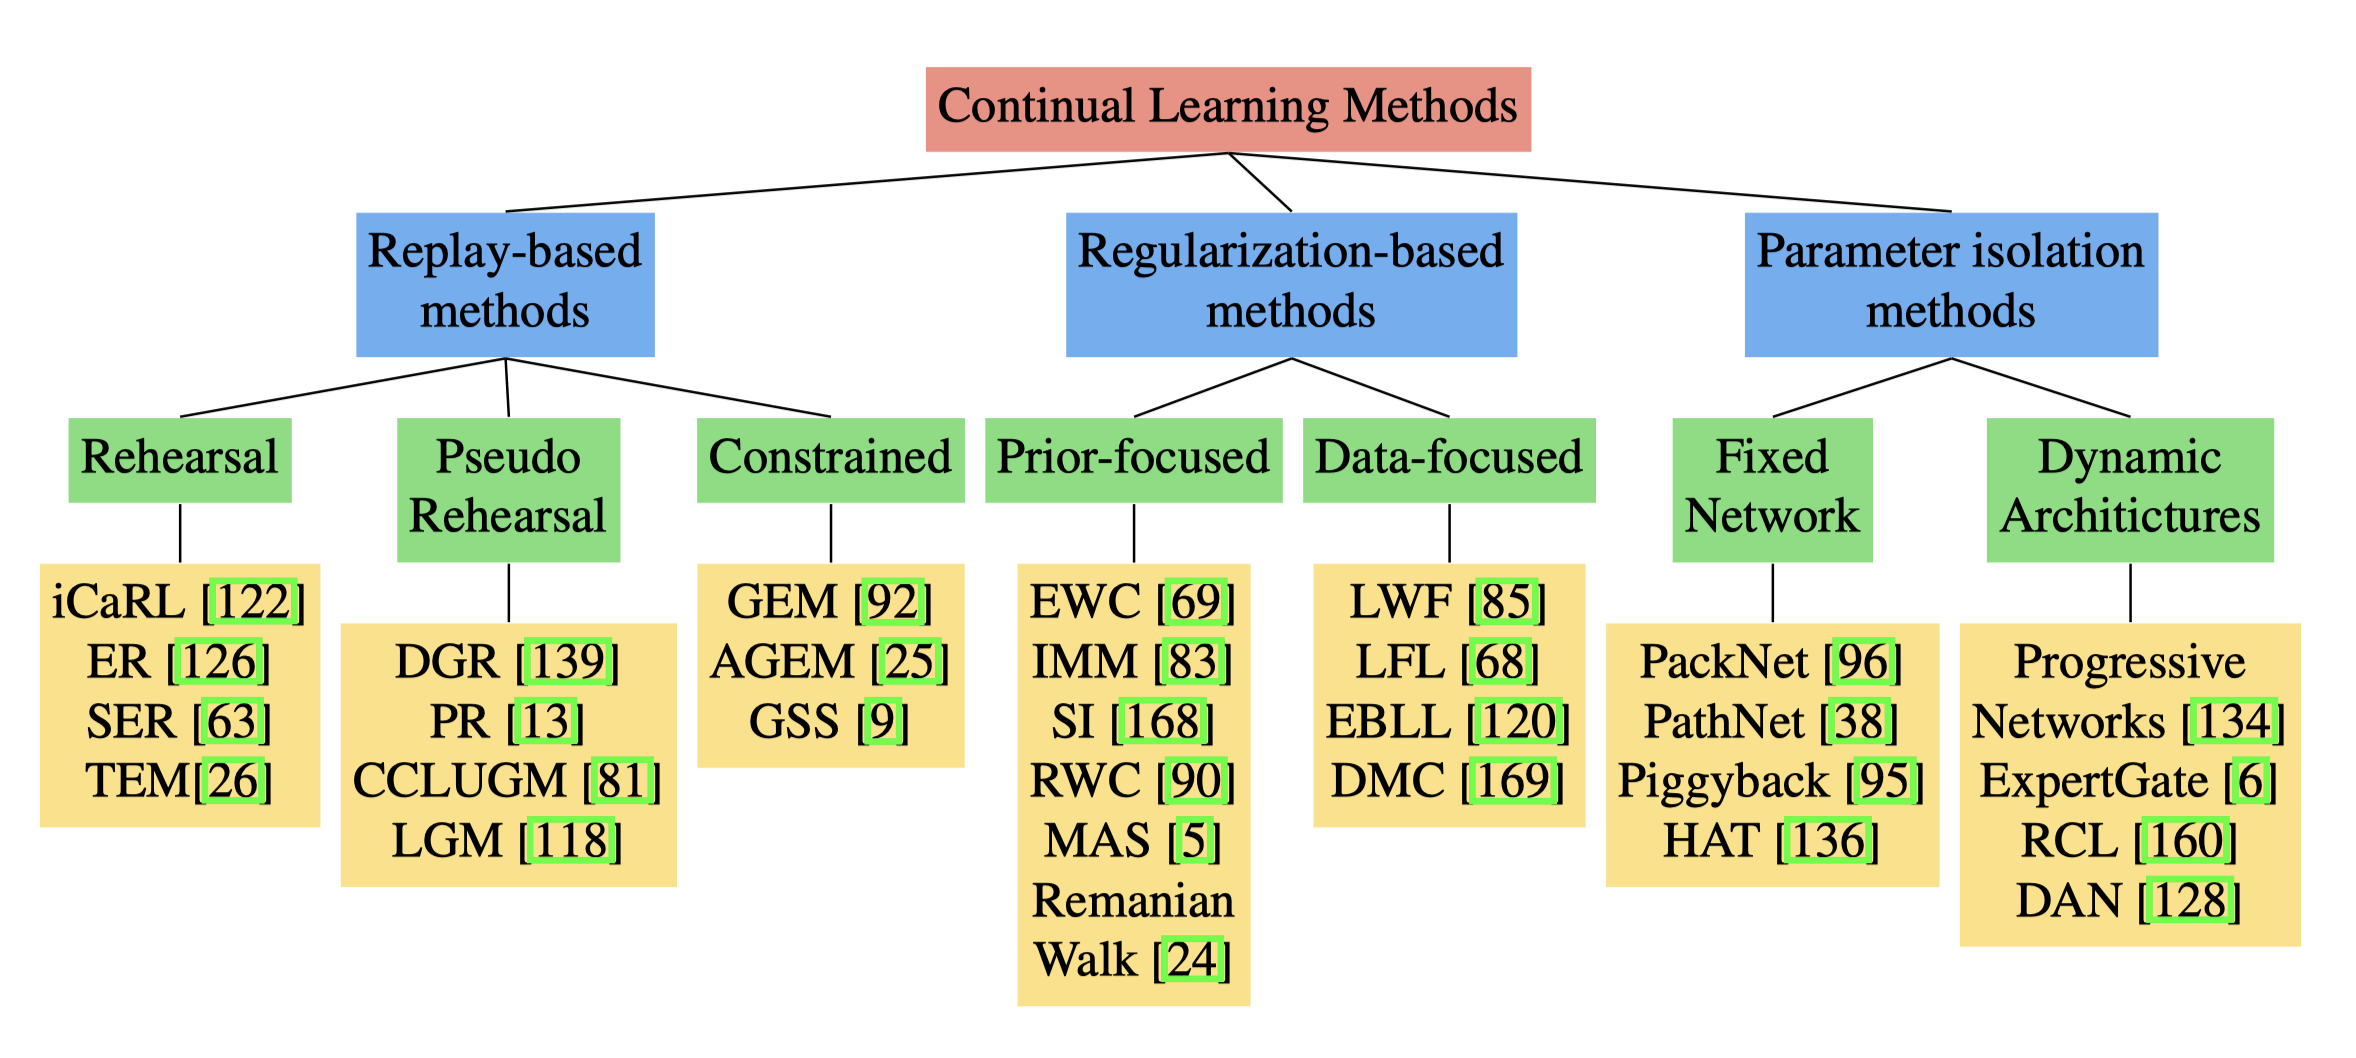 Continual Learning Methods
Replay-based
methods
Regularization-based
methods
Parameter isolation
methods
Rehearsal
Pseudo
Rehearsal
Constrained
Prior-focused
Data-focused
Fixed
Network
Dynamic
Architictures
iCaRL [122]
ER [126]
SER [63]
TEM[26]
DGR [139]
PR [13]
CCLUGM [81]
LGM [118]
GEM [92]
AGEM [25]
GSS [9]
EWC [69]
IMM [83]
SI [168]
RWC [90]
MAS [5]
Remanian
Walk [24]
LWF [85]
LFL [68]
EBLL [120]
DMC [169]
PackNet [96]
PathNet [38]
Piggyback [95]
HAT [136]
Progressive
Networks [134]
ExpertGate [6]
RCL [160]
DAN [128]